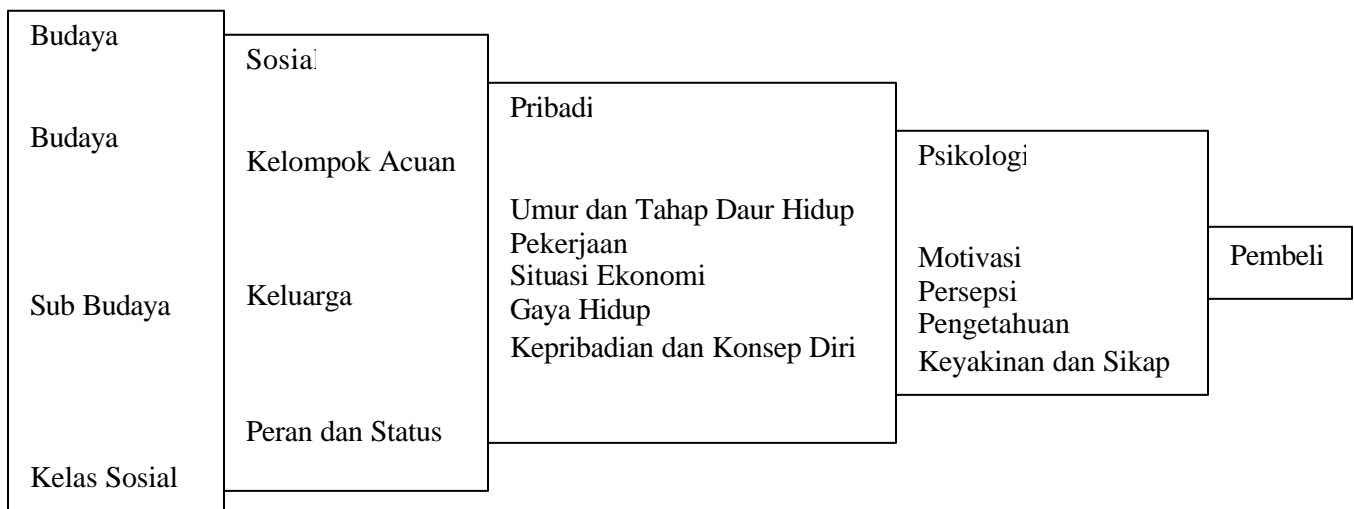 Budaya
Budaya
Sub Budaya
Kelas Sosial
Sosial
Kelompok Acuan
Keluarga
Peran dan Status
Pribadi
Umur dan Tahap Daur Hidup
Pekerjaan
Situasi Ekonomi
Gaya Hidup
Kepribadian dan Konsep Diri
Psikologi
Motivasi
Persepsi
Pengetahuan
Keyakinan dan Sikap
Pembeli